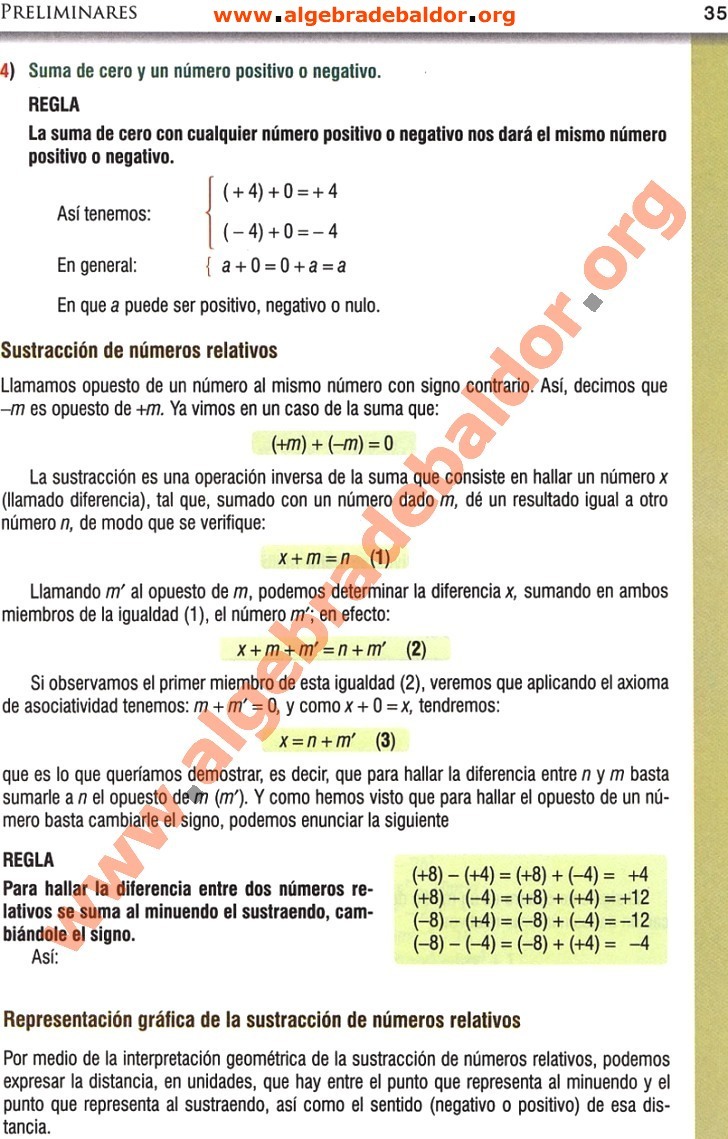 PRELIMINARES www.algebradebaldor.org 35
4) Suma de cero y un número positivo o negativo.
REGLA
La suma de cero con cualquier número positivo o negativo nos dará el mismo número
positivo o negativo.
Así tenemos:
(+ 4) + 0 = + 4
(– 4) + 0 = – 4
En general: { a + 0 = 0 + a = a
En que a puede ser positivo, negativo o nulo.
Sustracción de números relativos
Llamamos opuesto de un número al mismo número con signo contrario. Así, decimos que
–m es opuesto de +m. Ya vimos en un caso de la suma que:
(+m) + (–m) = 0
La sustracción es una operación inversa de la suma que consiste en hallar un número x
(llamado diferencia), tal que, sumado con un número dado m, dé un resultado igual a otro
número n, de modo que se verifique:
x + m = n (1)
Llamando m′ al opuesto de m, podemos determinar la diferencia x, sumando en ambos
miembros de la igualdad (1), el número m′; en efecto:
x + m + m′ = n + m′ (2)
Si observamos el primer miembro de esta igualdad (2), veremos que aplicando el axioma
de asociatividad tenemos: m + m′ = 0, y como x + 0 = x, tendremos:
x = n + m′ (3)
que es lo que queríamos demostrar, es decir, que para hallar la diferencia entre n y m basta
sumarle a n el opuesto de m (m′). Y como hemos visto que para hallar el opuesto de un nú-
mero basta cambiarle el signo, podemos enunciar la siguiente
REGLA
Para hallar la diferencia entre dos números re-
lativos se suma al minuendo el sustraendo, cam-
biándole el signo.
Así:
(+8) – (+4) = (+8) + (–4) = +4
(+8) – (–4) = (+8) + (+4) = +12
(–8) – (+4) = (–8) + (–4) = –12
(–8) – (–4) = (–8) + (+4) = –4
Representación gráfica de la sustracción de números relativos
Por medio de la interpretación geométrica de la sustracción de números relativos, podemos
expresar la distancia, en unidades, que hay entre el punto que representa al minuendo y el
punto que representa al sustraendo, así como el sentido (negativo o positivo) de esa dis-
tancia.
www.algebradebaldor.org